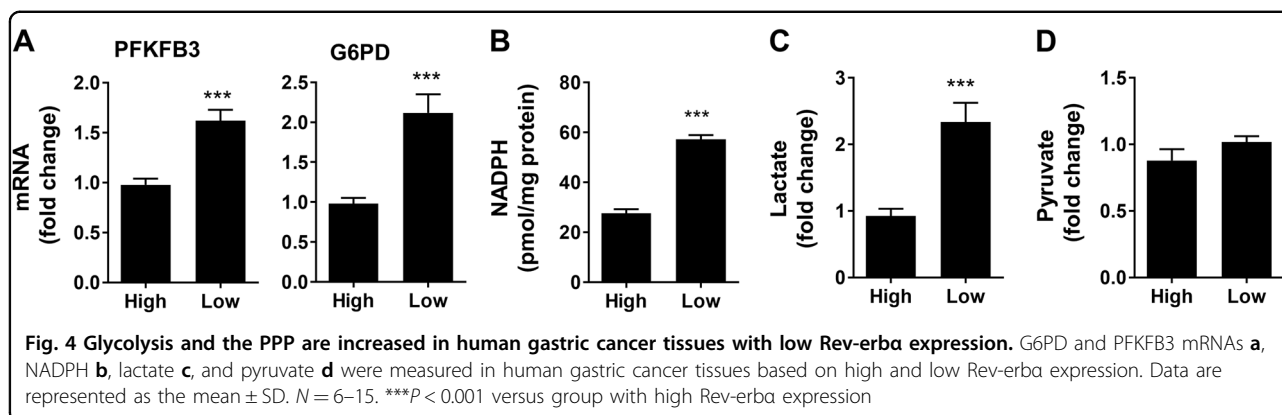 A PFKFB3 G6PD B C D
mRNA
(fold change)
2.0
1.5
1.0
0.5
0.0
***
High Low
2.5
2.0
1.5
1.0
0.5
0.0
***
High Low
NADPH
(pmol/mg protein)
80
60
40
20
0
***
High Low
Lactate
(fold change)
3
2
1
0
***
High Low
Pyruvate
(fold change)
1.5
1.0
0.5
0.0
High Low
Fig. 4 Glycolysis and the PPP are increased in human gastric cancer tissues with low Rev-erbα expression. G6PD and PFKFB3 mRNAs a,
NADPH b, lactate c, and pyruvate d were measured in human gastric cancer tissues based on high and low Rev-erbα expression. Data are
represented as the mean ± SD. N = 6–15. ***P < 0.001 versus group with high Rev-erbα expression